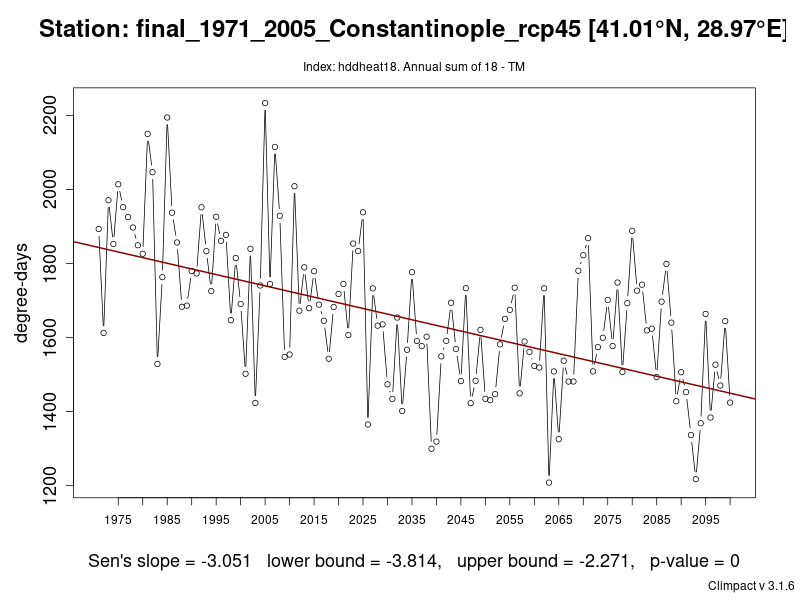 Station: final_1971_2005_Constantinople_rcp45 [41.01°N, 28.97°E]
Index: hddheat18. Annual sum of 18 - TM
degree-days
2200
2000
1800
1600
1400
1200
1975 1985 1995 2005 2015 2025 2035 2045 2055 2065 2075 2085 2095
Sen's slope = -3.051 lower bound = -3.814, upper bound = -2.271, p-value = 0
Climpact v 3.1.6